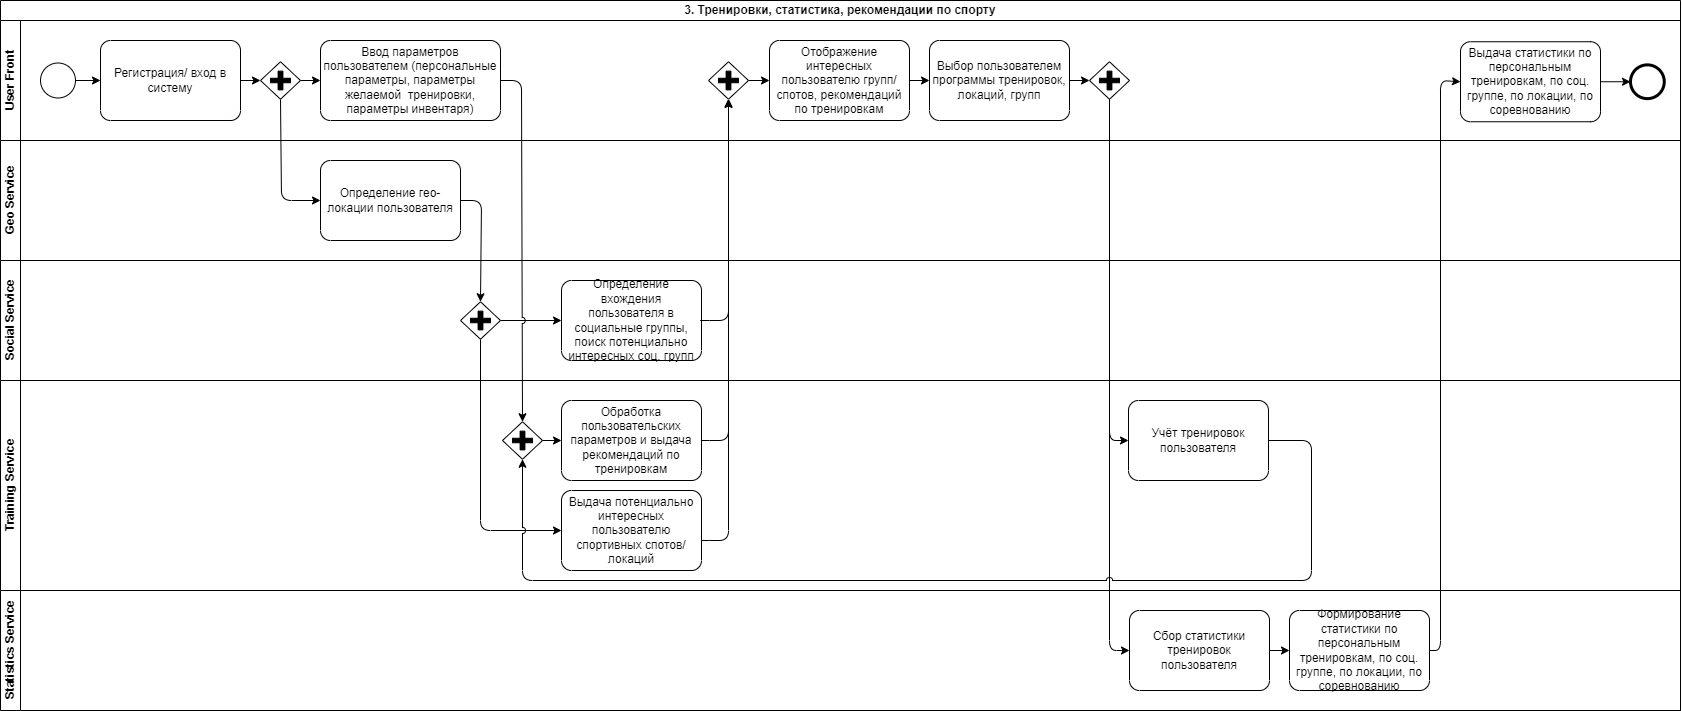 3. Тренировки, статистика, рекомендации по спорту
User Front
Регистрация/ вход в
систему
Ввод параметров
пользователем (персональные
параметры, параметры
желаемой тренировки,
параметры инвентаря)
Отображение
интересных
пользователю групп/
спотов, рекомендаций
по тренировкам
Выбор пользователем
программы тренировок,
локаций, групп
Выдача статистики по
персональным
тренировкам, по соц.
группе, по локации, по
соревнованию
Geo Service
Определение гео-
локации пользователя
Social Service
Определение
вхождения
пользователя в
социальные группы,
поиск потенциально
интересных соц. групп
Training Service
Обработка
пользовательских
параметров и выдача
рекомендаций по
тренировкам
Выдача потенциально
интересных
пользователю
спортивных спотов/
локаций
Учёт тренировок
пользователя
Statistics Service
Сбор статистики
тренировок
пользователя
Формирование
статистики по
персональным
тренировкам, по соц.
группе, по локации, по
соревнованию